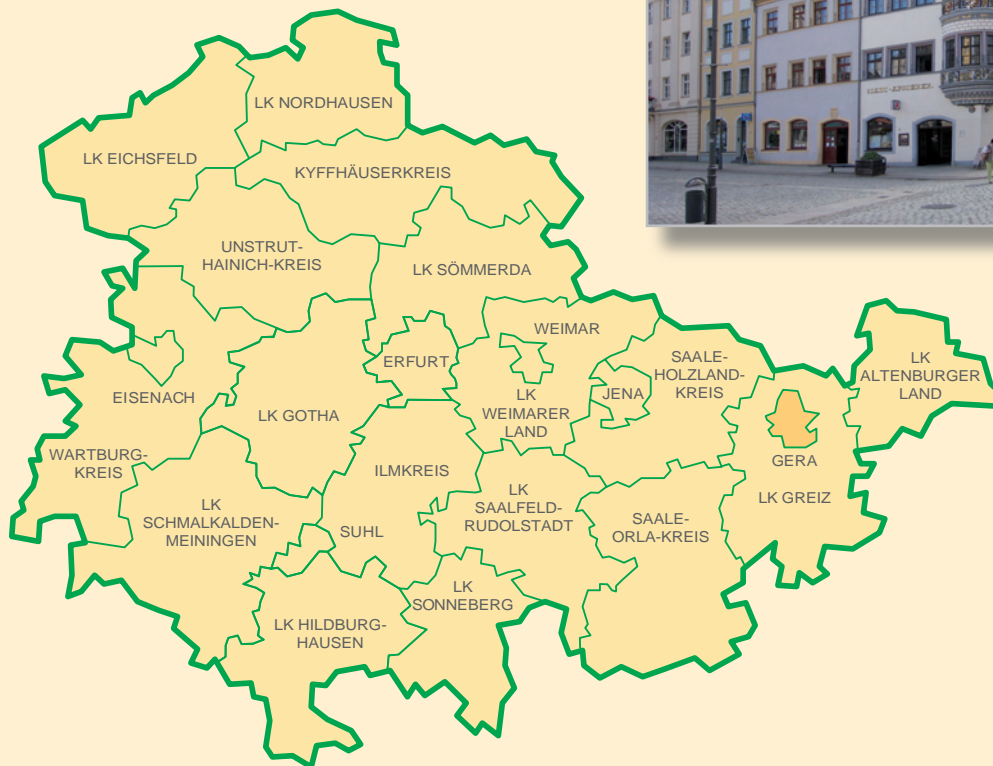 LK NORDHAUSEN
LK EICHSFELD
KYFFHÄUSERKREIS
UNSTRUT-
HAINICH-KREIS
LK SÖMMERDA
WEIMAR
ERFURT
SAALE-
HOLZLAND-
KREIS
LK
ALTENBURGER
LAND
EISENACH
LK GOTHA
LK
WEIMARER
LAND
JENA
WARTBURG-
KREIS
ILMKREIS
GERA
LK GREIZ
LK
SCHMALKALDEN-
MEININGEN
SUHL
LK
SAALFELD-
RUDOLSTADT
SAALE-
ORLA-KREIS
LK
SONNEBERG
LK HILDBURG-
HAUSEN